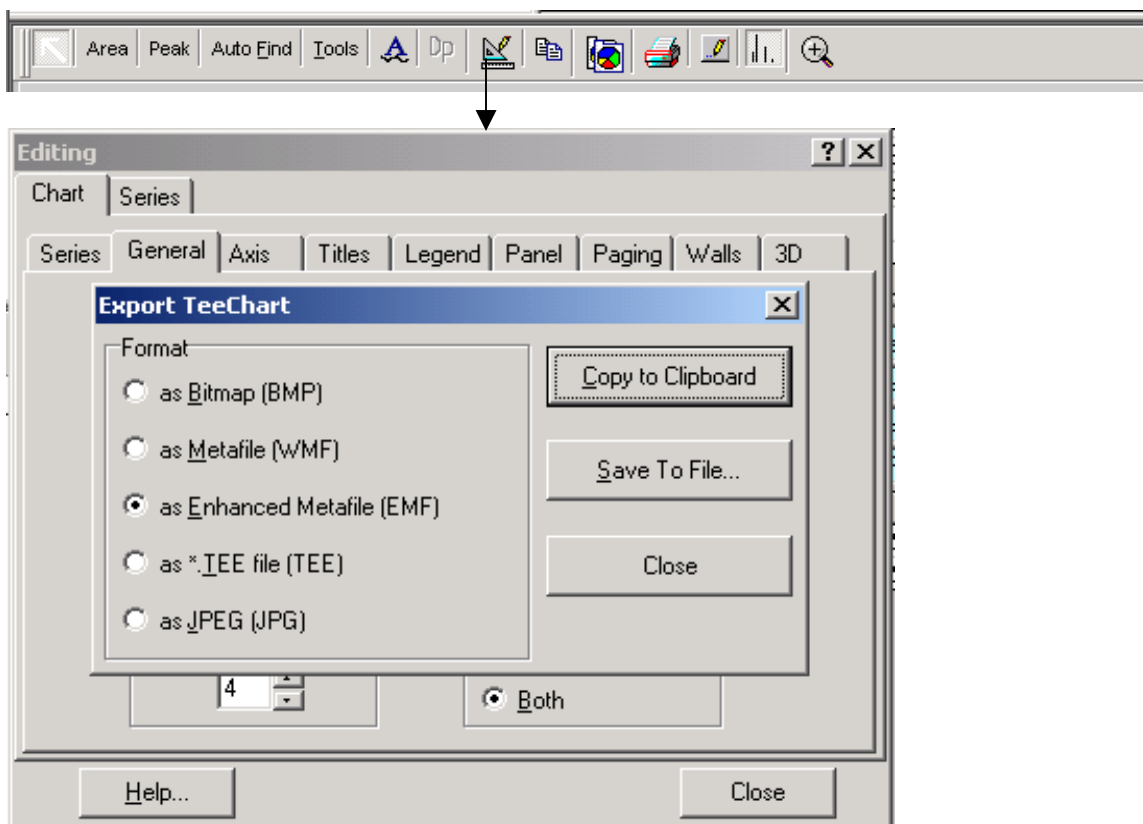 Area Peak Auto Find Tools A Dp
Editing
Chart Series
Series General Axis Titles Legend Panel Paging Walls 3D
Export TeeChart
Format
as Bitmap (BMP)
as Metafile (WMF)
as Enhanced Metafile (EMF)
as *.TEE file (TEE)
as JPEG (JPG)
Copy to Clipboard
Save To File...
Close
4
Both
Help...
Close